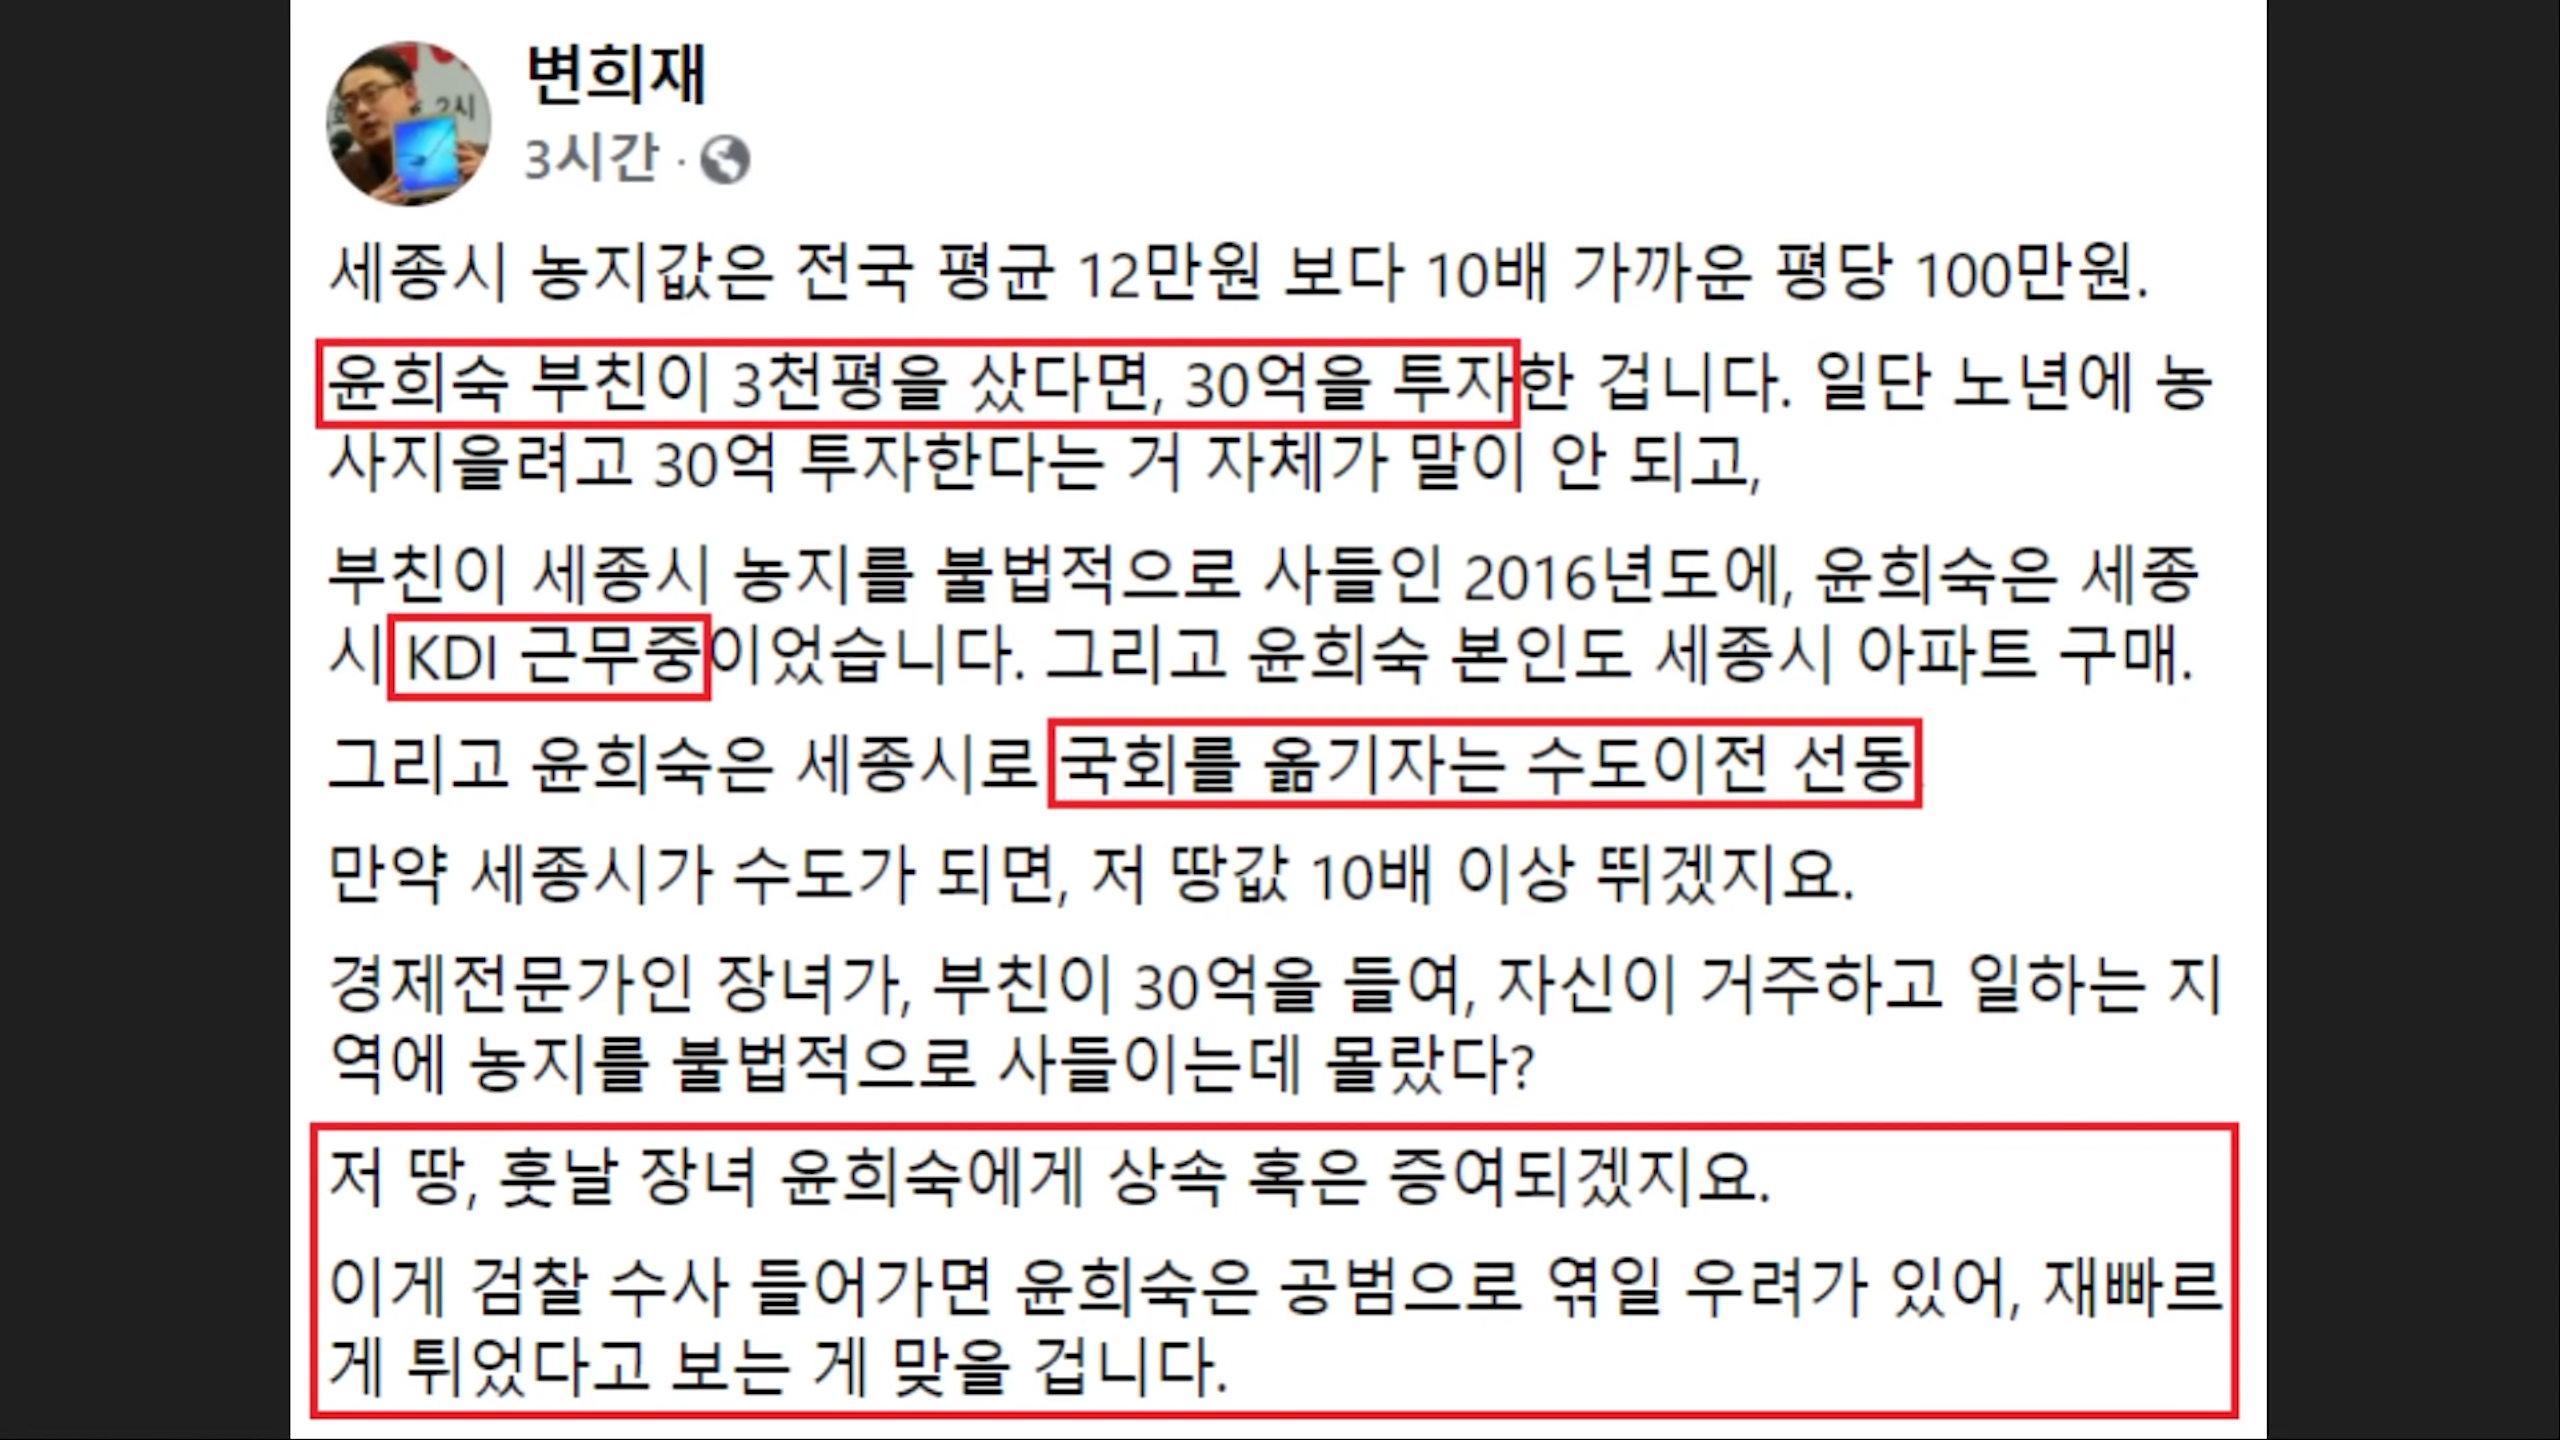 변희재
3시간 ·
세종시 농지값은 전국 평균 12만원 보다 10배 가까운 평당 100만원.
윤희숙 부친이 3천평을 샀다면, 30억을 투자한 겁니다. 일단 노년에 농
사지을려고 30억 투자한다는 거 자체가 말이 안 되고,
부친이 세종시 농지를 불법적으로 사들인 2016년도에, 윤희숙은 세종
시 KDI 근무중이었습니다. 그리고 윤희숙 본인도 세종시 아파트 구매.
그리고 윤희숙은 세종시로 국회를 옮기자는 수도이전 선동
만약 세종시가 수도가 되면, 저 땅값 10배 이상 뛰겠지요.
경제전문가인 장녀가, 부친이 30억을 들여, 자신이 거주하고 일하는 지
역에 농지를 불법적으로 사들이는데 몰랐다?
저 땅, 훗날 장녀 윤희숙에게 상속 혹은 증여되겠지요.
이게 검찰 수사 들어가면 윤희숙은 공범으로 엮일 우려가 있어, 재빠르
게 튀었다고 보는 게 맞을 겁니다.